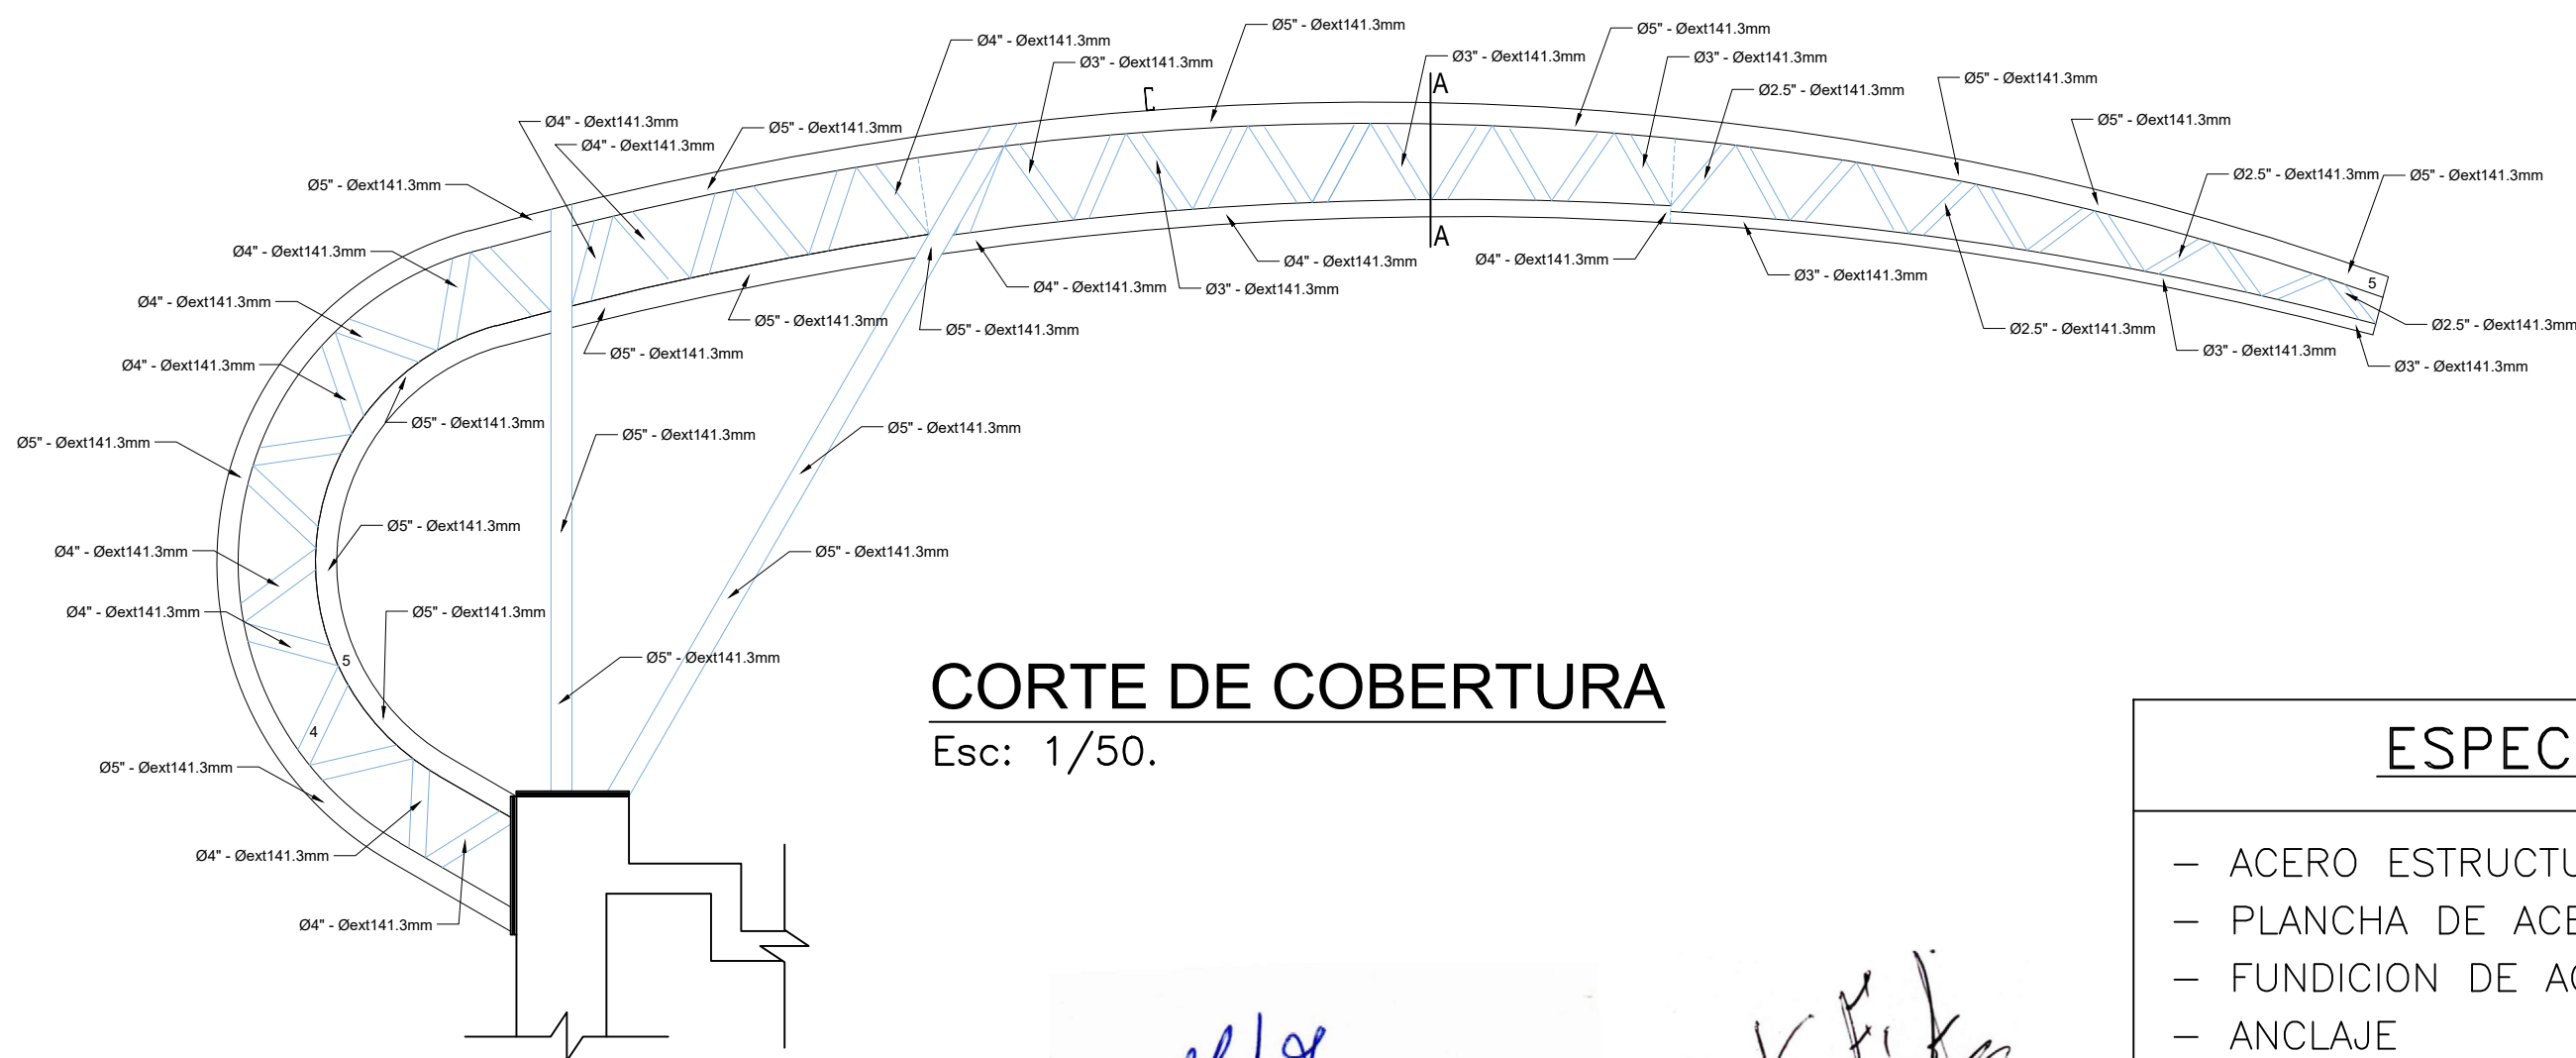 Ø5" - Øext141.3mm
Ø5" - Øext141.3mm
Ø4" - Øext141.3mm
Ø3" - Øext141.3mm
Ø3" - Øext141.3mm
Ø3" - Øext141.3mm
Ø5" - Øext141.3mm
A
Ø2.5" - Øext141.3mm
C
Ø4" - Øext141.3mm
Ø5" - Øext141.3mm
Ø5" - Øext141.3mm
Ø4" - Øext141.3mm
Ø2.5" - Øext141.3mm
Ø5" - Øext141.3mm
Ø5" - Øext141.3mm
A
Ø4" - Øext141.3mm
Ø4" - Øext141.3mm
Ø4" - Øext141.3mm
Ø3" - Øext141.3mm
5
Ø4" - Øext141.3mm
Ø3" - Øext141.3mm
Ø4" - Øext141.3mm
Ø5" - Øext141.3mm
Ø5" - Øext141.3mm
Ø2.5" - Øext141.3mm
Ø2.5" - Øext141.3mm
Ø5" - Øext141.3mm
Ø3" - Øext141.3mm
Ø4" - Øext141.3mm
Ø3" - Øext141.3mm
Ø5" - Øext141.3mm
Ø5" - Øext141.3mm
Ø5" - Øext141.3mm
Ø5" - Øext141.3mm
Ø5" - Øext141.3mm
Ø4" - Øext141.3mm
Ø5" - Øext141.3mm
Ø4" - Øext141.3mm
Ø5" - Øext141.3mm
5
Ø5" - Øext141.3mm
4
Ø5" - Øext141.3mm
Ø4" - Øext141.3mm
Ø4" - Øext141.3mm
CORTE DE COBERTURA
Esc: 1/50.
ESPEC
- ACERO ESTRUCTU
- PLANCHA DE ACE
- FUNDICION DE AC
- ANCLAJE